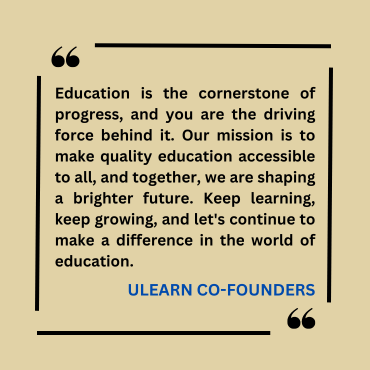 Education is the cornerstone of
progress, and you are the driving
force behind it. Our mission is to
make quality education accessible
to all, and together, we are shaping
a brighter future. Keep learning,
keep growing, and let's continue to
make a difference in the world of
education.
ULEARN CO-FOUNDERS